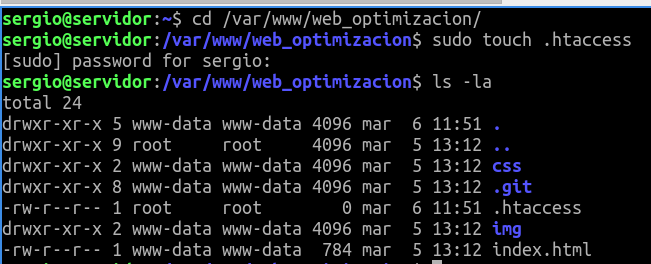 sergio@servidor:~$ cd /var/www/web_optimizacion/
sergio@servidor:/var/www/web_optimizacion$ sudo touch .htaccess
[sudo] password for sergio:
sergio@servidor:/var/www/web_optimizacion$ ls -la
total 24
drwxr-xr-x 5 www-data www-data 4096 mar  6 11:51 .
drwxr-xr-x 9 root     root     4096 mar  5 13:12 ..
drwxr-xr-x 2 www-data www-data 4096 mar  5 13:12 css
drwxr-xr-x 8 www-data www-data 4096 mar  5 13:12 .git
-rw-r--r-- 1 root     root        0 mar  6 11:51 .htaccess
drwxr-xr-x 2 www-data www-data 4096 mar  5 13:12 img
-rw-r--r-- 1 www-data www-data  784 mar  5 13:12 index.html